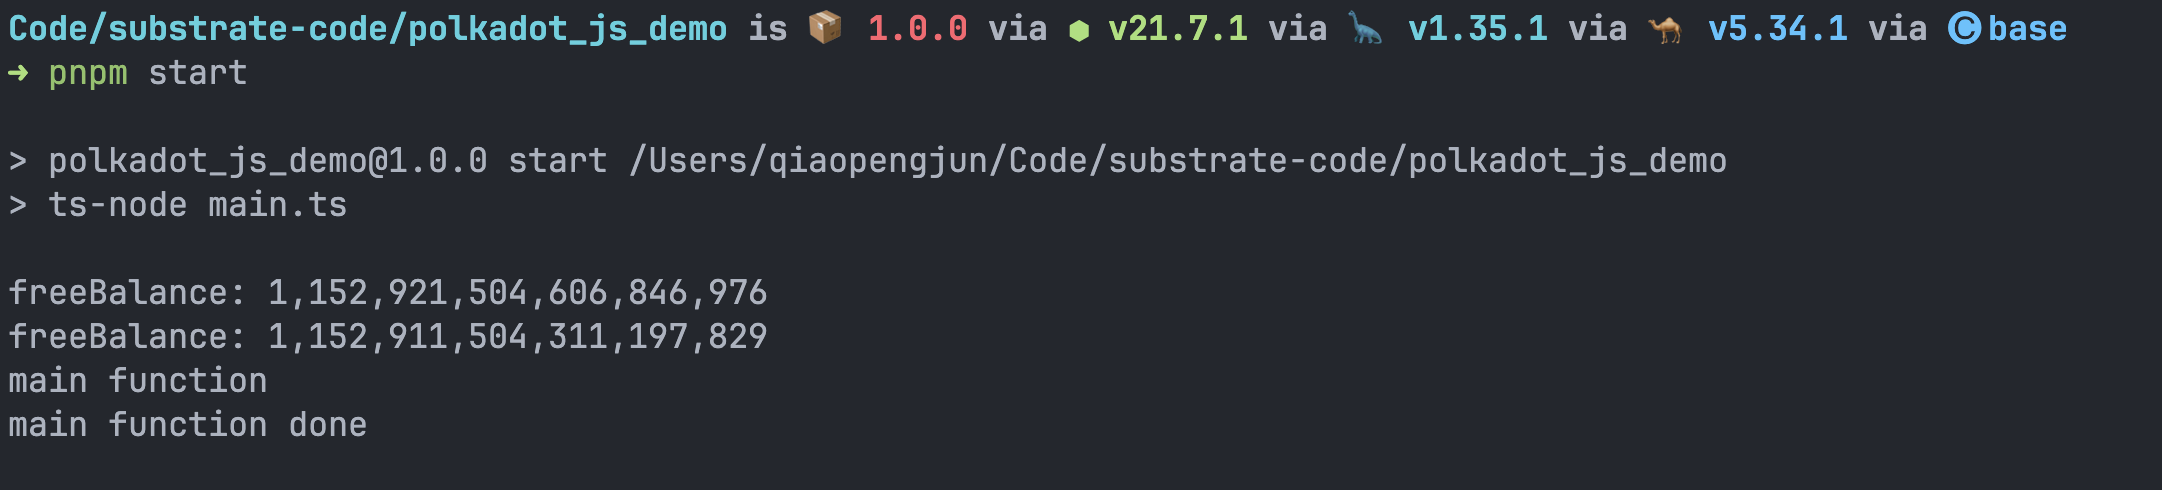 Code/substrate-code/polkadot_js_demo is 📦 1.0.0 via ⬢ v21.7.1 via 🦕 v1.35.1 via 🐪 v5.34.1 via Ⓒ base
➜ pnpm start
> polkadot_js_demo@1.0.0 start /Users/qiaopengjun/Code/substrate-code/polkadot_js_demo
> ts-node main.ts
freeBalance: 1,152,921,504,606,846,976
freeBalance: 1,152,911,504,311,197,829
main function
main function done